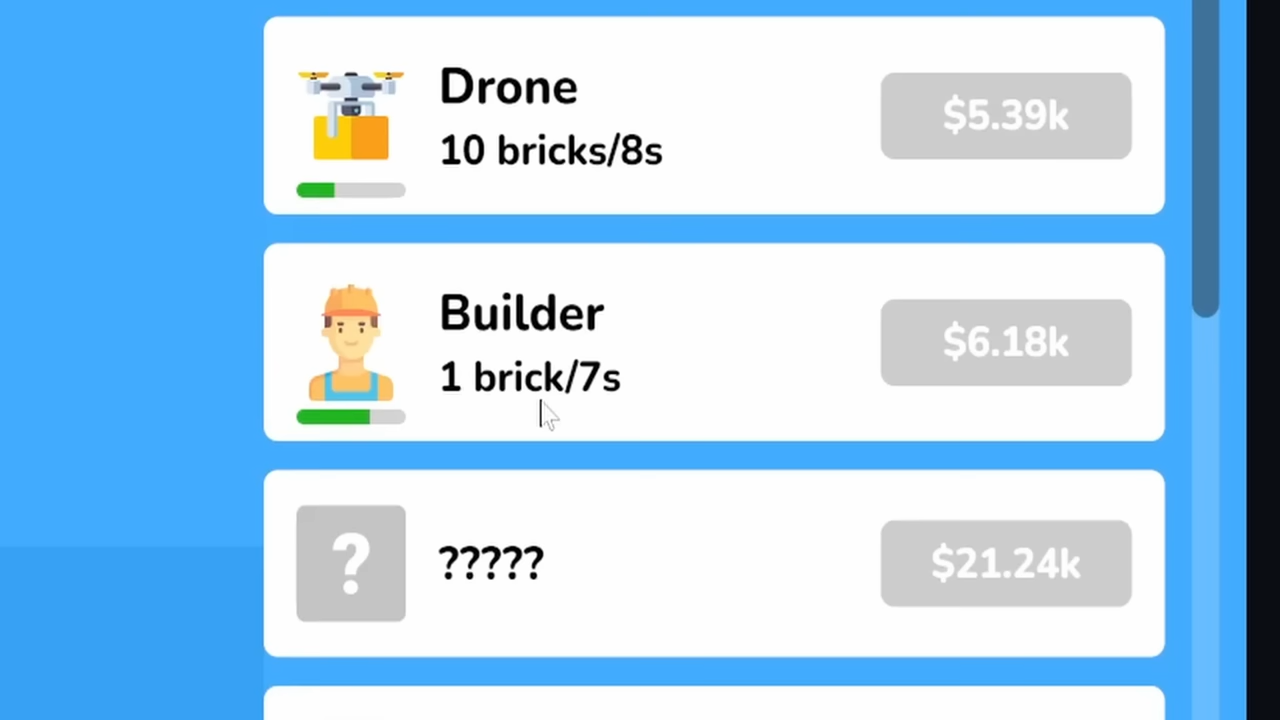 Drone
10 bricks/8s
$5.39k
Builder
1 brick/7s
$6.18k
?
?????
$21.24k